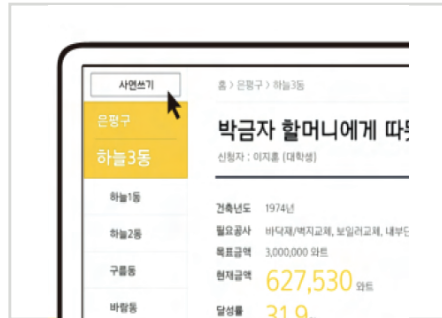 사연쓰기
홈 > 은평구 > 하늘3동
은평구
하늘3동
박금자 할머니에게 따뜻
신청자 : 이지훈 (대학생)
하늘1동
하늘2동
구름동
바람동
건축년도 1974년
필요공사 바닥재/벽지교체, 보일러교체, 내부단
목표금액 3,000,000 와트
현재금액 627,530 와트
달성률 31.9